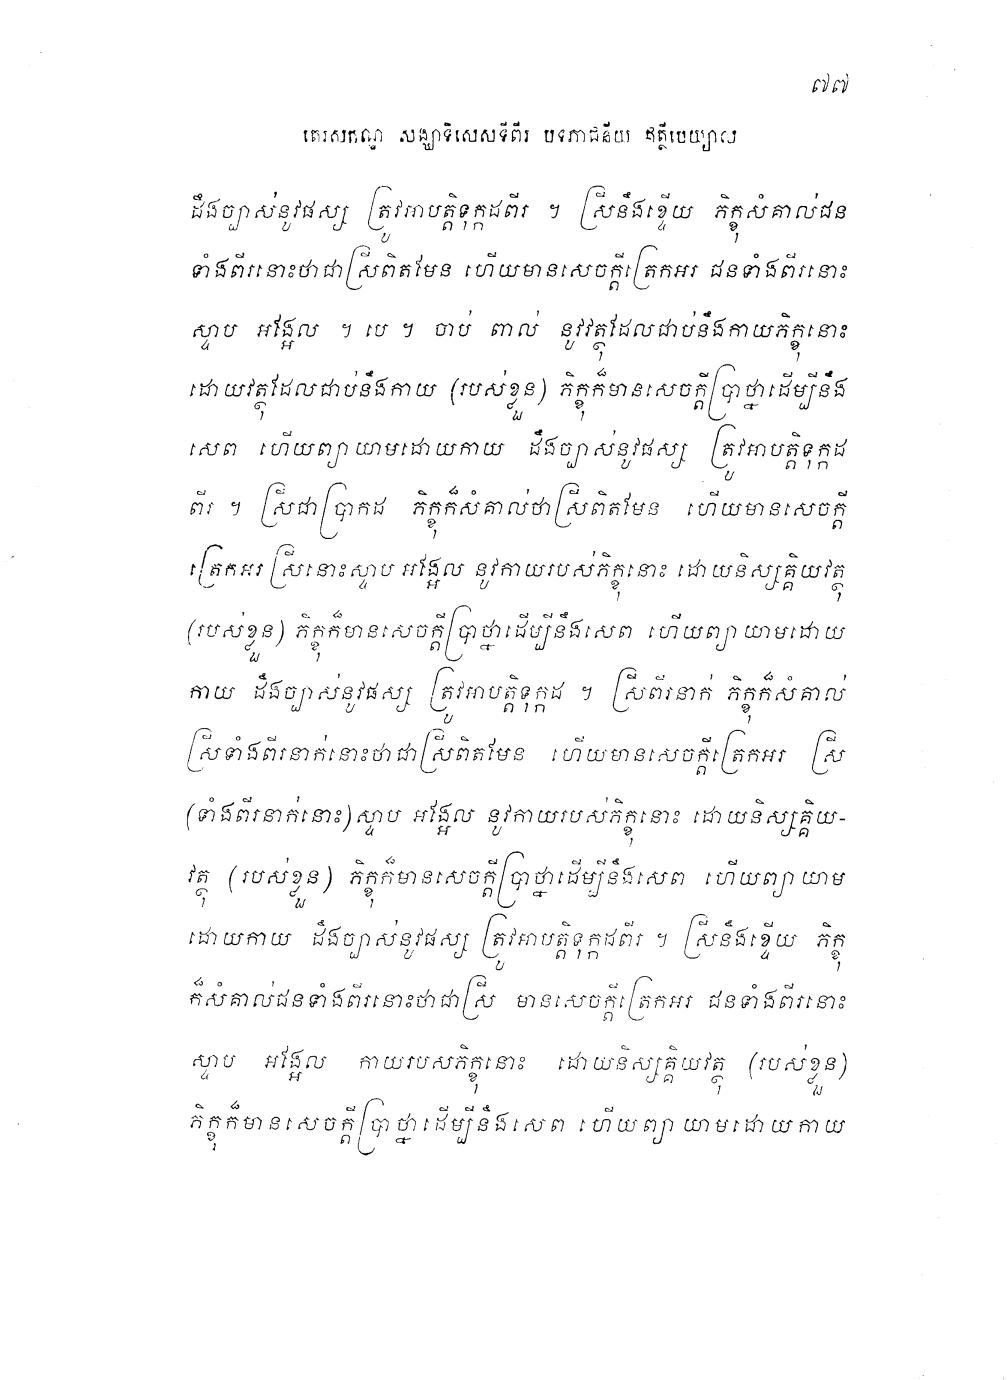 ៧៧
តេរសកណ្ឌ សង្ឃាទិសេសទីពីរ បទភាជនីយ ឥត្ថីបេយ្យាល
ដឹងច្បាស់នូវផស្ស ត្រូវអាបត្តិទុក្កដពីរ ។ ស្រីនឹងខ្ទើយ ភិក្ខុសំគាល់ជន
ទាំងពីរនោះថាជាស្រីពិតមែន ហើយមានសេចក្តីត្រេកអរ ជនទាំងពីរនោះ
ស្ទាប អង្អែល ។ បេ ។ ចាប់ ពាល់ នូវវត្ថុដែលជាប់នឹងកាយភិក្ខុនោះ
ដោយវត្ថុដែលជាប់នឹងកាយ (របស់ខ្លួន) ភិក្ខុក៏មានសេចក្តីប្រាថ្នាដើម្បីនឹង
សេព ហើយព្យាយាមដោយកាយ ដឹងច្បាស់នូវផស្ស ត្រូវអាបត្តិទុក្កដ
ពីរ ។ ស្រីជាប្រាកដ ភិក្ខុក៏សំគាល់ថាស្រីពិតមែន ហើយមានសេចក្តី
ត្រេកអរ ស្រីនោះស្ទាប អង្អែល នូវកាយរបស់ភិក្ខុនោះ ដោយនិស្សគ្គិយវត្ថុ
(របស់ខ្លួន) ភិក្ខុក៏មានសេចក្តីប្រាថ្នាដើម្បីនឹងសេព ហើយព្យាយាមដោយ
កាយ ដឹងច្បាស់នូវផស្ស ត្រូវអាបត្តិទុក្កដ ។ ស្រីពីរនាក់ ភិក្ខុក៏សំគាល់
ស្រីទាំងពីរនាក់នោះថាជាស្រីពិតមែន ហើយមានសេចក្តីត្រេកអរ ស្រី
(ទាំងពីរនាក់នោះ)ស្ទាប អង្អែល នូវកាយរបស់ភិក្ខុនោះ ដោយនិស្សគ្គិយ-
វត្ថុ (របស់ខ្លួន) ភិក្ខុក៏មានសេចក្តីប្រាថ្នាដើម្បីនឹងសេព ហើយព្យាយាម
ដោយកាយ ដឹងច្បាស់នូវផស្ស ត្រូវអាបត្តិទុក្កដពីរ ។ ស្រីនឹងខ្ទើយ ភិក្ខុ
ក៏សំគាល់ជនទាំងពីរនោះថាជាស្រី មានសេចក្តីត្រេកអរ ជនទាំងពីរនោះ
ស្ទាប អង្អែល កាយរបសភិក្ខុនោះ ដោយនិស្សគ្គិយវត្ថុ (របស់ខ្លួន)
ភិក្ខុក៏មានសេចក្តីប្រាថ្នាដើម្បីនឹងសេព ហើយព្យាយាមដោយកាយ